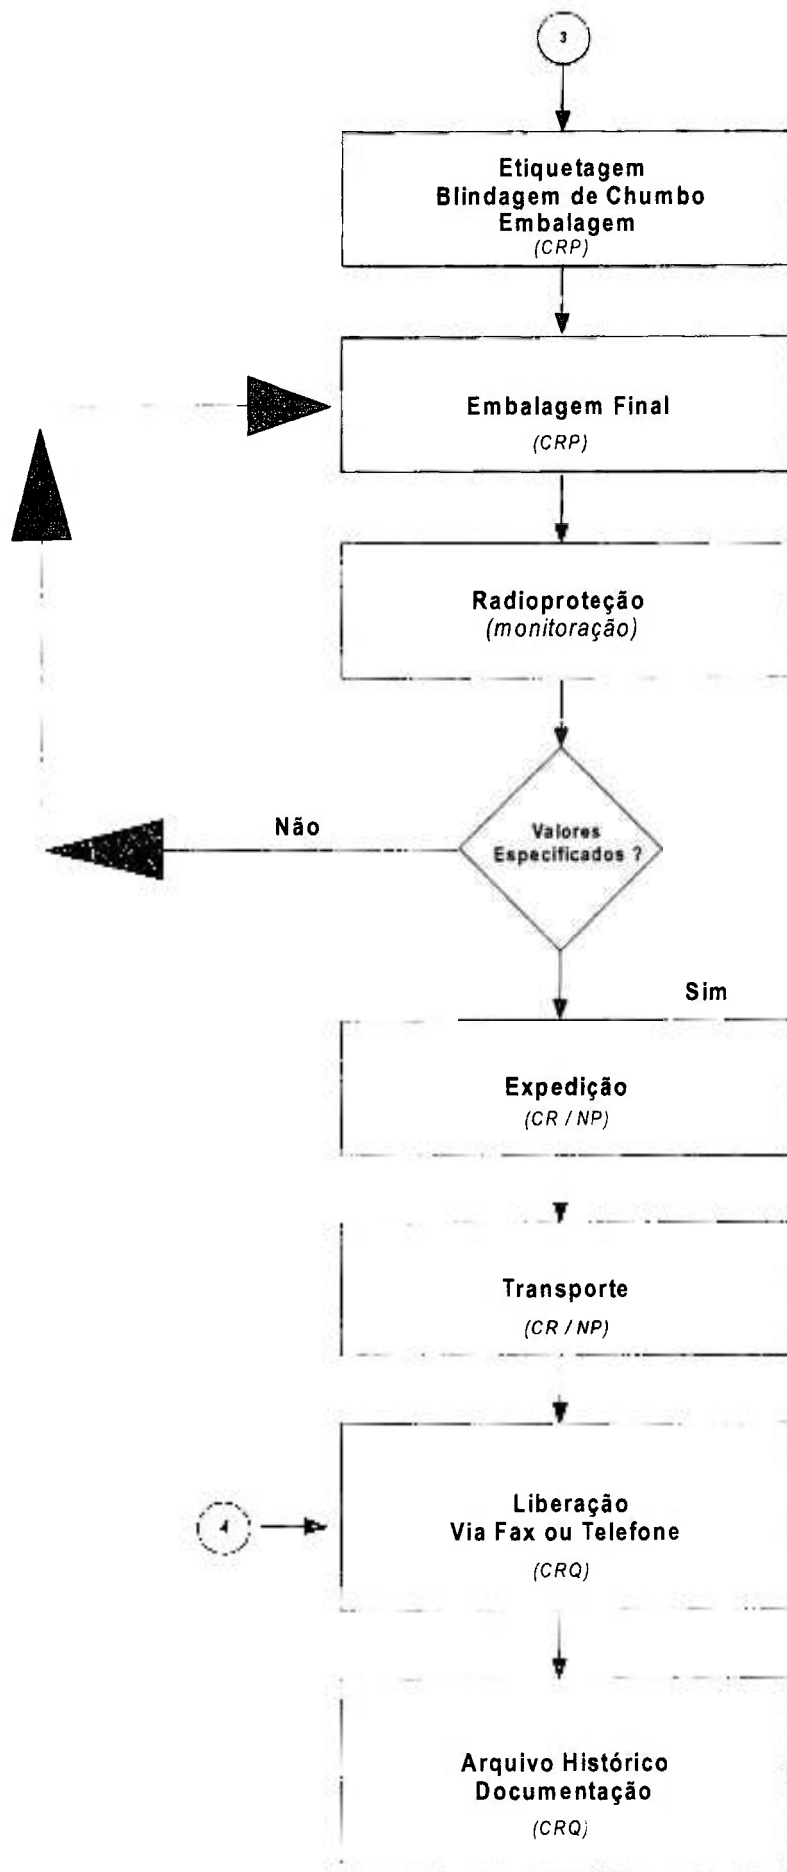 3
Etiquetagem
Blindagem de Chumbo
Embalagem
(CRP)
Embalagem Final
(CRP)
Radioproteção
(monitoração)
Valores
Especificados ?
Não
Sim
Expedição
(CR / NP)
Transporte
(CR / NP)
4
Liberação
Via Fax ou Telefone
(CRQ)
Arquivo Histórico
Documentação
(CRQ)